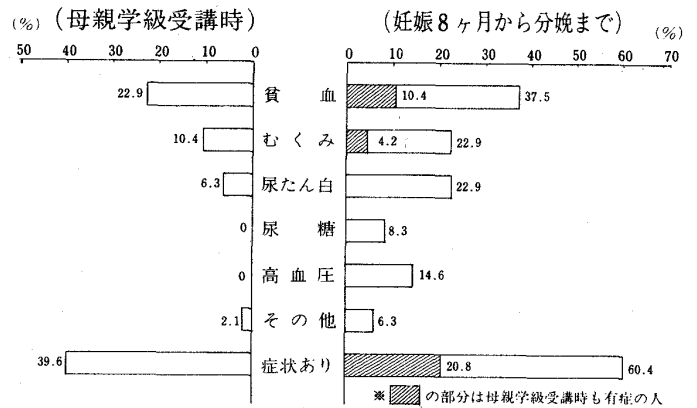 (%) (母親学級受講時) (妊娠8ヶ月から分娩まで) (%)
50 40 30 20 10 0 0 10 20 30 40 50 60 70
22.9 貧血 10.4 37.5
10.4 むくみ 4.2 22.9
6.3 尿たん白 22.9
0 尿糖 8.3
0 高血圧 14.6
2.1 その他 6.3
39.6 症状あり 20.8 60.4
※ の部分は母親学級受講時も有症の人